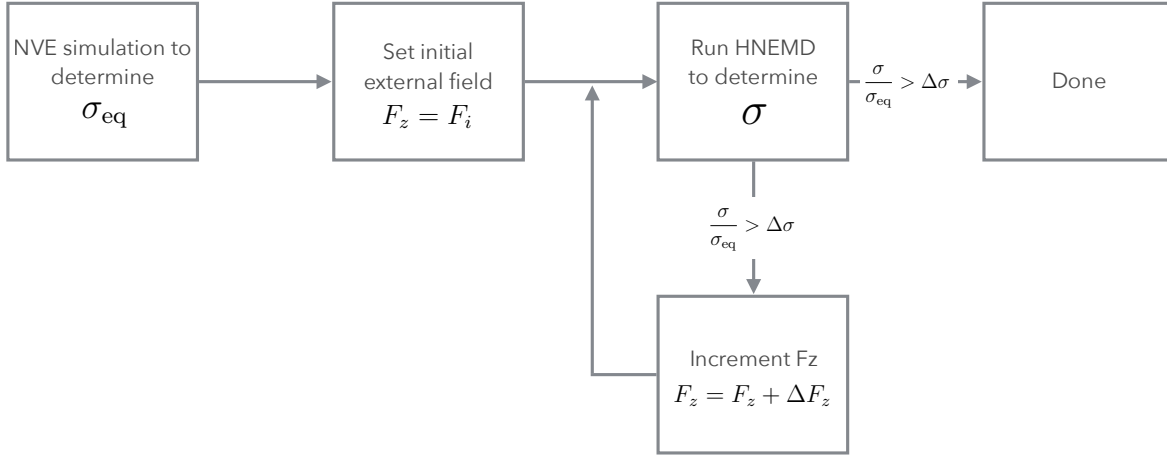 NVE simulation to
determine
σ_eq
Set initial
external field
F_z = F_i
Run HNEMD
to determine
σ
σ/σ_eq > Δσ
Done
σ/σ_eq > Δσ
Increment Fz
F_z = F_z + ΔF_z